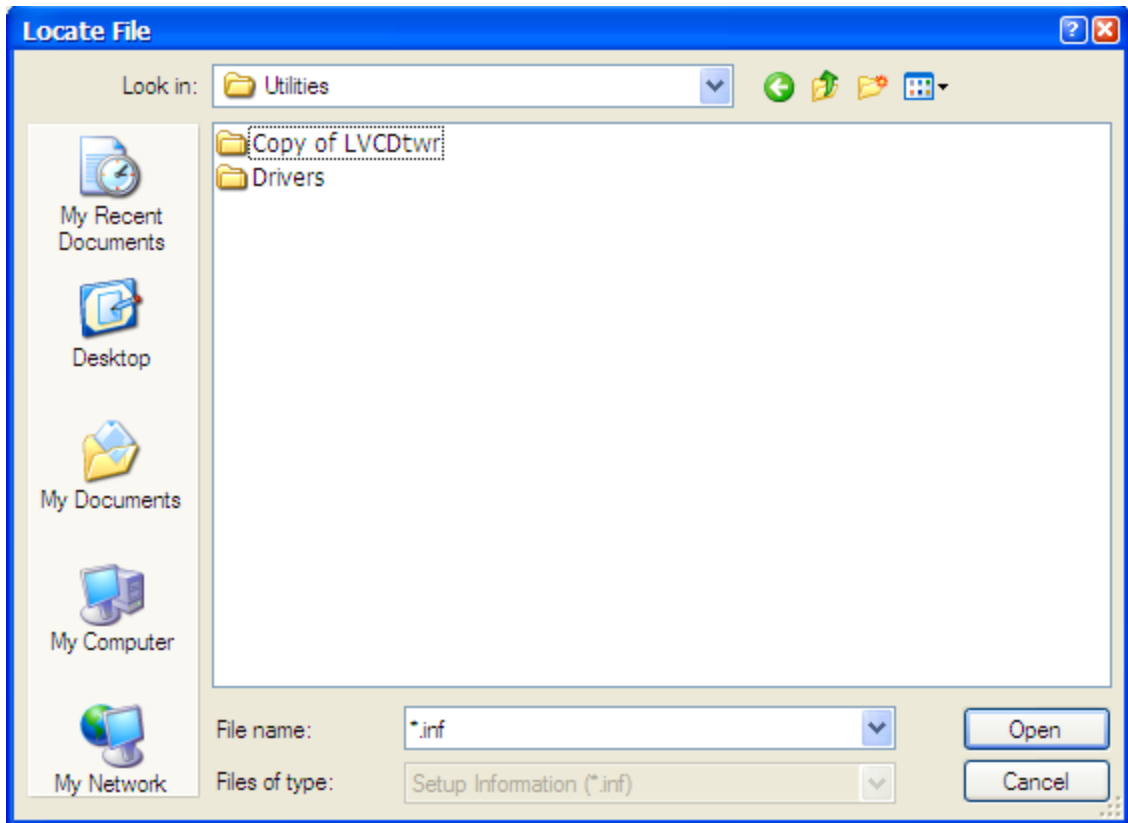 Locate File
Look in: Utilities
My Recent
Documents
Desktop
My Documents
My Computer
My Network
Copy of LVCDtwr
Drivers
File name: *.inf
Open
Files of type: Setup Information (*.inf)
Cancel